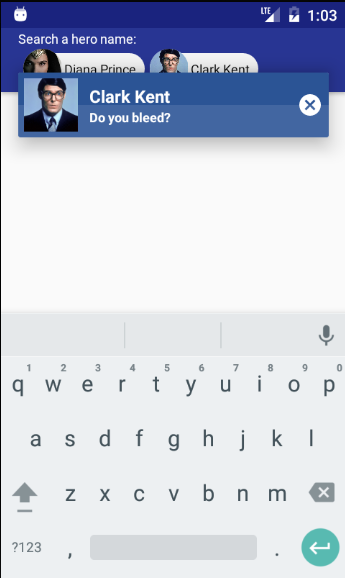 LTE 1:03
Search a hero name:
Diana Prince Clark Kent
Clark Kent
Do you bleed?
1 2 3 4 5 6 7 8 9 0
q w e r t y u i o p
a s d f g h j k l
z x c v b n m
?123 , .